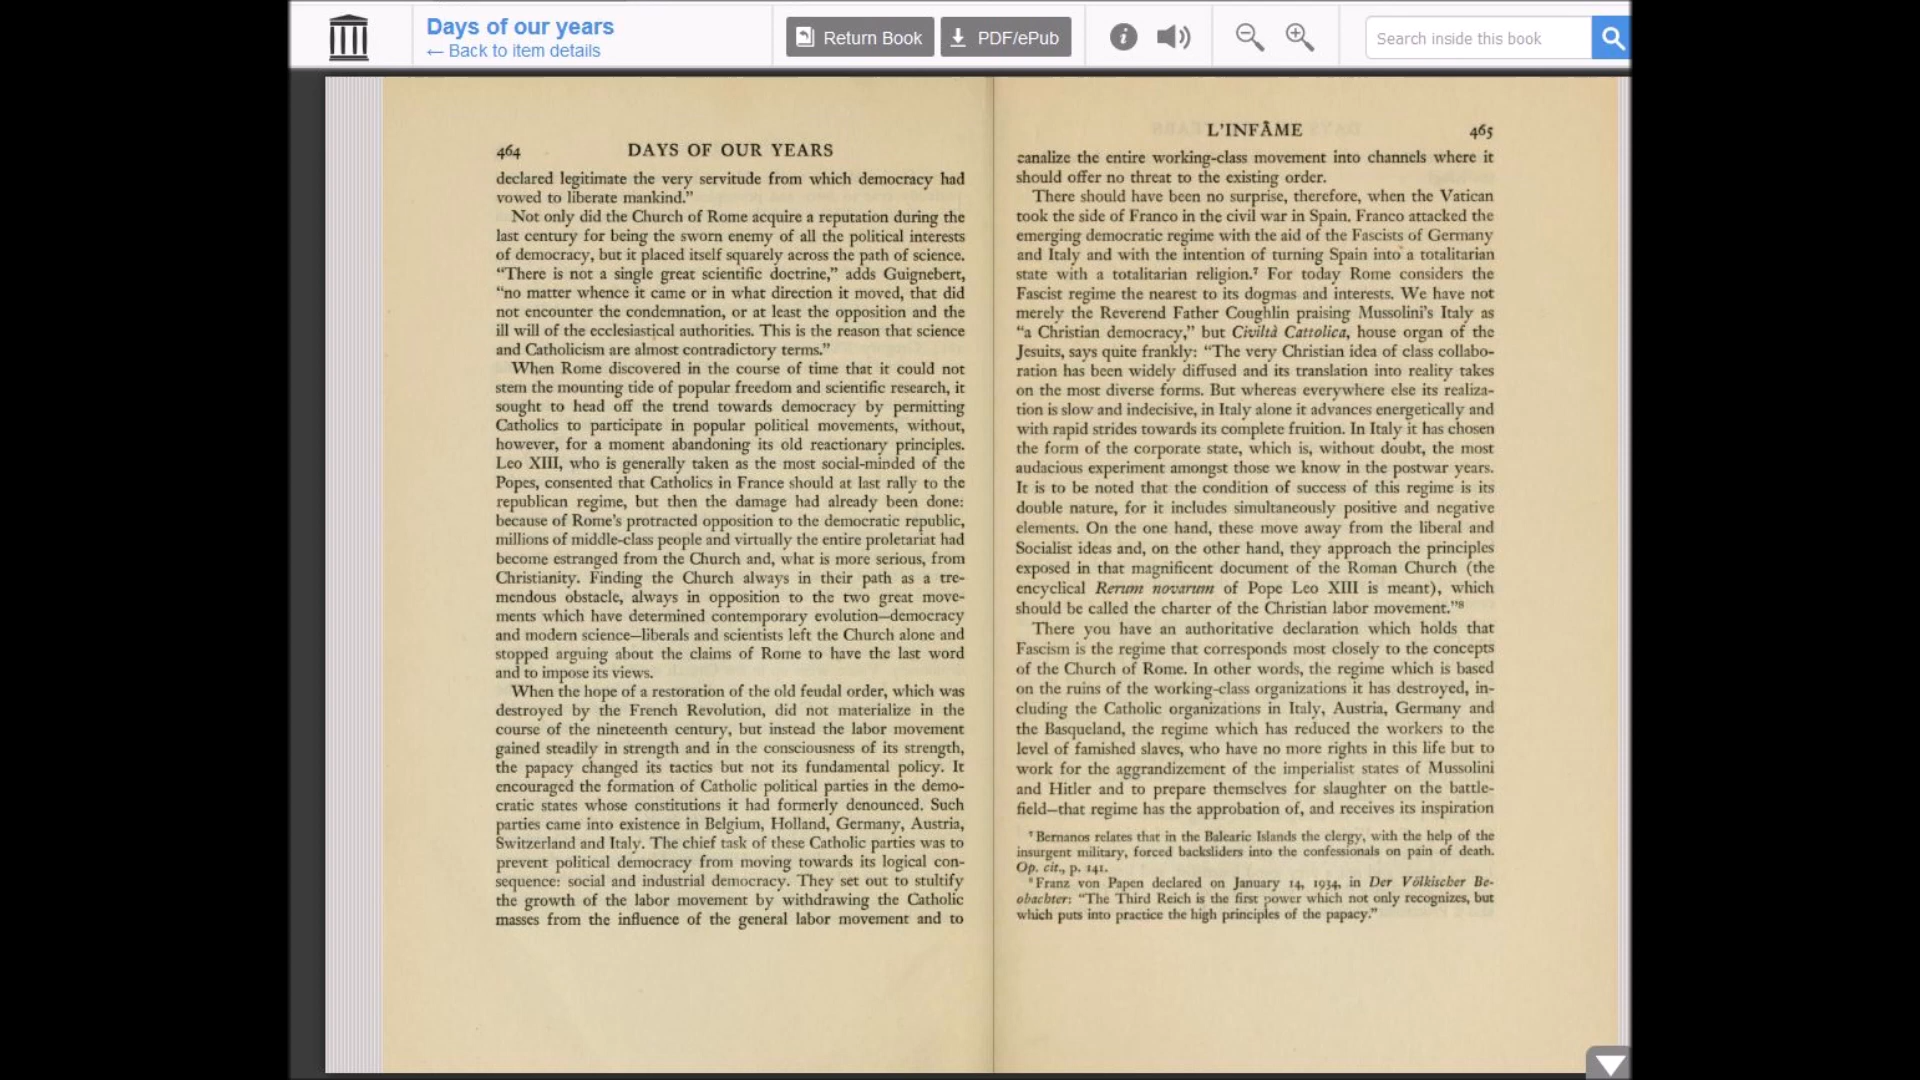 Days of our years
← Back to item details
Return Book
PDF/ePub
Search inside this book
464 DAYS OF OUR YEARS
declared legitimate the very servitude from which democracy had
vowed to liberate mankind.”
Not only did the Church of Rome acquire a reputation during the
last century for being the sworn enemy of all the political interests
of democracy, but it placed itself squarely across the path of science.
“There is not a single great scientific doctrine,” adds Guignebert,
“no matter whence it came or in what direction it moved, that did
not encounter the condemnation, or at least the opposition and the
ill will of the ecclesiastical authorities. This is the reason that science
and Catholicism are almost contradictory terms.”
When Rome discovered in the course of time that it could not
stem the mounting tide of popular freedom and scientific research, it
sought to head off the trend towards democracy by permitting
Catholics to participate in popular political movements, without,
however, for a moment abandoning its old reactionary principles.
Leo XIII, who is generally taken as the most social-minded of the
Popes, consented that Catholics in France should at last rally to the
republican regime, but then the damage had already been done:
because of Rome’s protracted opposition to the democratic republic,
millions of middle-class people and virtually the entire proletariat had
become estranged from the Church and, what is more serious, from
Christianity. Finding the Church always in their path as a tre-
mendous obstacle, always in opposition to the two great move-
ments which have determined contemporary evolution—democracy
and modern science—liberals and scientists left the Church alone and
stopped arguing about the claims of Rome to have the last word
and to impose its views.
When the hope of a restoration of the old feudal order, which was
destroyed by the French Revolution, did not materialize in the
course of the nineteenth century, but instead the labor movement
gained steadily in strength and in the consciousness of its strength,
the papacy changed its tactics but not its fundamental policy. It
encouraged the formation of Catholic political parties in the demo-
cratic states whose constitutions it had formerly denounced. Such
parties came into existence in Belgium, Holland, Germany, Austria,
Switzerland and Italy. The chief task of these Catholic parties was to
prevent political democracy from moving towards its logical con-
sequence: social and industrial democracy. They set out to stultify
the growth of the labor movement by withdrawing the Catholic
masses from the influence of the general labor movement and to
L’INFÂME 465
canalize the entire working-class movement into channels where it
should offer no threat to the existing order.
There should have been no surprise, therefore, when the Vatican
took the side of Franco in the civil war in Spain. Franco attacked the
emerging democratic regime with the aid of the Fascists of Germany
and Italy and with the intention of turning Spain into a totalitarian
state with a totalitarian religion.⁷ For today Rome considers the
Fascist regime the nearest to its dogmas and interests. We have not
merely the Reverend Father Coughlin praising Mussolini’s Italy as
“a Christian democracy,” but Civiltà Cattolica, house organ of the
Jesuits, says quite frankly: “The very Christian idea of class collabo-
ration has been widely diffused and its translation into reality takes
on the most diverse forms. But whereas everywhere else its realiza-
tion is slow and indecisive, in Italy alone it advances energetically and
with rapid strides towards its complete fruition. In Italy it has chosen
the form of the corporate state, which is, without doubt, the most
audacious experiment amongst those we know in the postwar years.
It is to be noted that the condition of success of this regime is its
double nature, for it includes simultaneously positive and negative
elements. On the one hand, these move away from the liberal and
Socialist ideas and, on the other hand, they approach the principles
exposed in that magnificent document of the Roman Church (the
encyclical Rerum novarum of Pope Leo XIII is meant), which
should be called the charter of the Christian labor movement.”⁸
There you have an authoritative declaration which holds that
Fascism is the regime that corresponds most closely to the concepts
of the Church of Rome. In other words, the regime which is based
on the ruins of the working-class organizations it has destroyed, in-
cluding the Catholic organizations in Italy, Austria, Germany and
the Basqueland, the regime which has reduced the workers to the
level of famished slaves, who have no more rights in this life but to
work for the aggrandizement of the imperialist states of Mussolini
and Hitler and to prepare themselves for slaughter on the battle-
field—that regime has the approbation of, and receives its inspiration
⁷ Bernanos relates that in the Balearic Islands the clergy, with the help of the
insurgent military, forced backsliders into the confessionals on pain of death.
Op. cit., p. 141.
⁸ Franz von Papen declared on January 14, 1934, in Der Völkischer Be-
obachter: “The Third Reich is the first power which not only recognizes, but
which puts into practice the high principles of the papacy.”